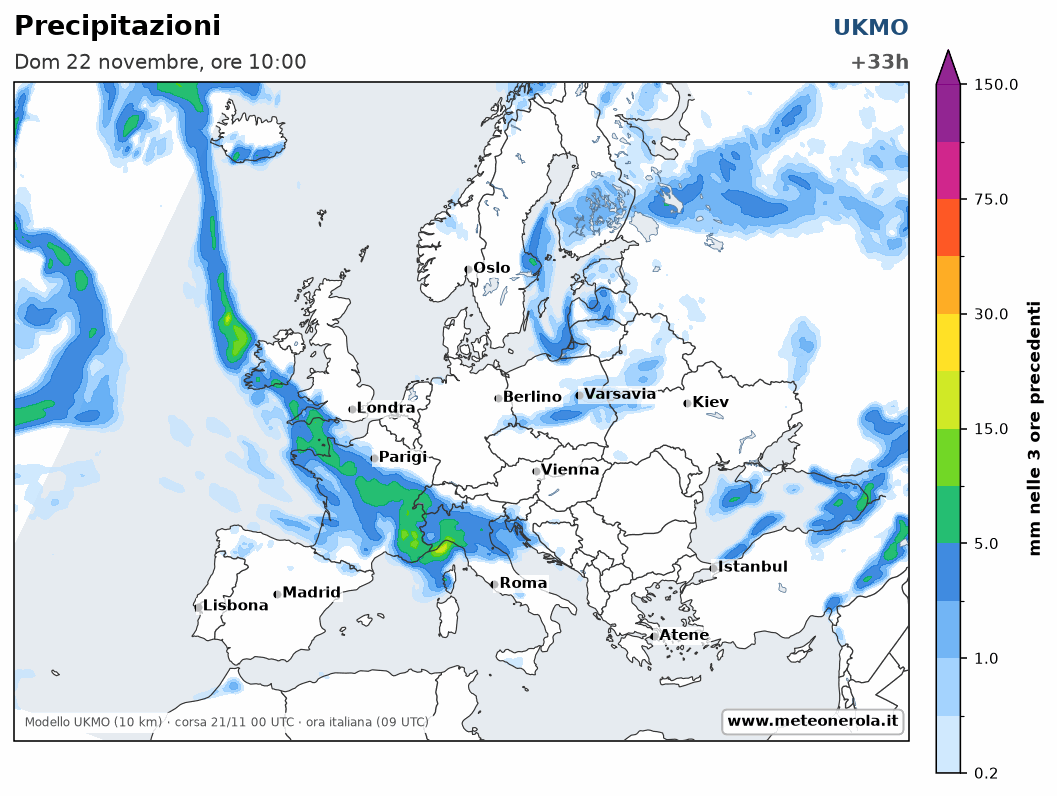 Precipitazioni
UKMO
Dom 22 novembre, ore 10:00
+33h
150.0
75.0
30.0
15.0
5.0
1.0
0.2
mm nelle 3 ore precedenti
Oslo
Berlino
Varsavia
Kiev
Londra
Parigi
Vienna
Istanbul
Roma
Madrid
Lisbona
Atene
Modello UKMO (10 km) · corsa 21/11 00 UTC · ora italiana (09 UTC)
www.meteonerola.it